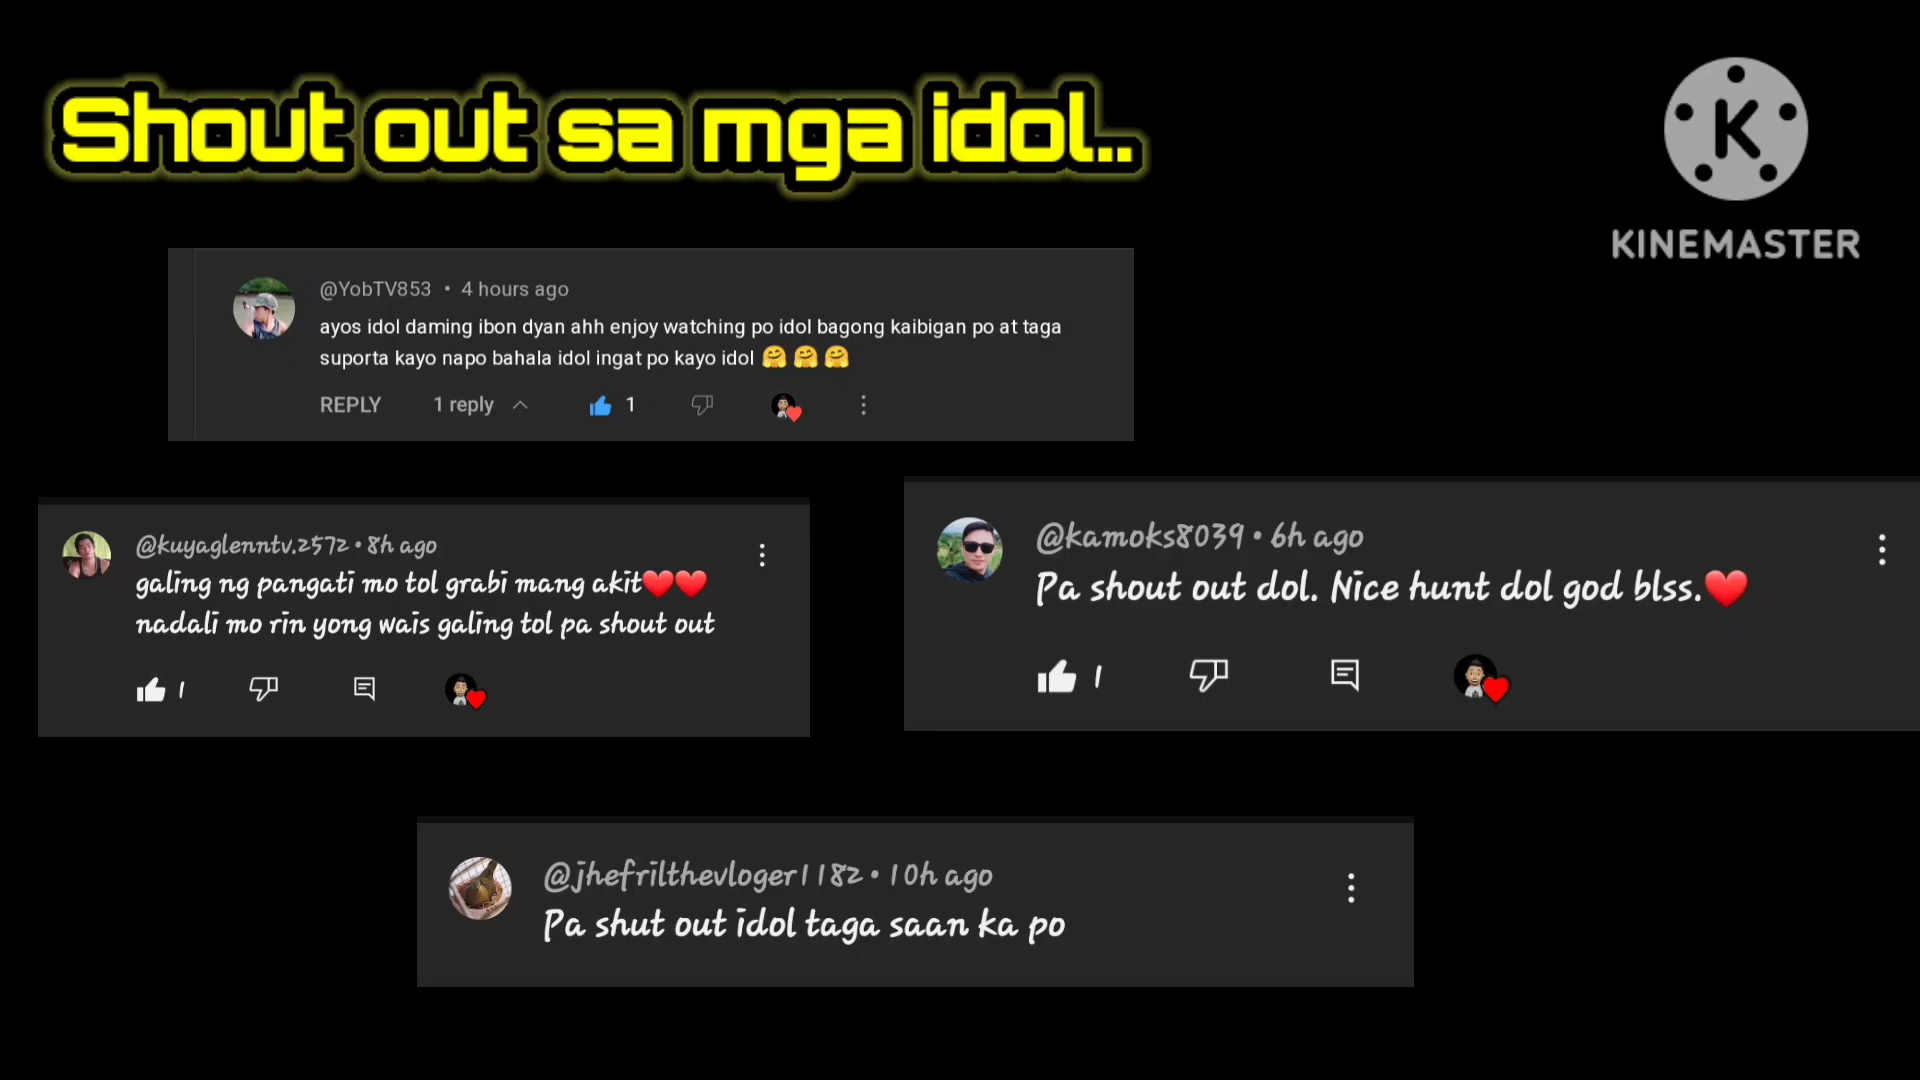 Shout out sa mga idol..
K
KINEMASTER
@YobTV853 • 4 hours ago
ayos idol daming ibon dyan ahh enjoy watching po idol bagong kaibigan po at taga
suporta kayo napo bahala idol ingat po kayo idol 🤗🤗🤗
REPLY 1 reply 1
@kuyaglenntv.2572 • 8h ago
galing ng pangati mo tol grabi mang akit❤️❤️
nadali mo rin yong wais galing tol pa shout out
1
@kamoks8039 • 6h ago
Pa shout out dol. Nice hunt dol god blss.❤️
1
@jhefrilthevloger1182 • 10h ago
Pa shut out idol taga saan ka po